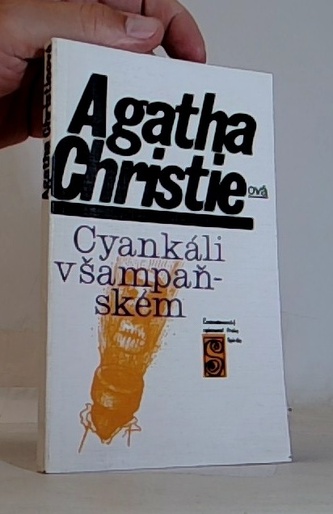 Agatha
Christie
ová
Cyankáli
v šampaň-
ském